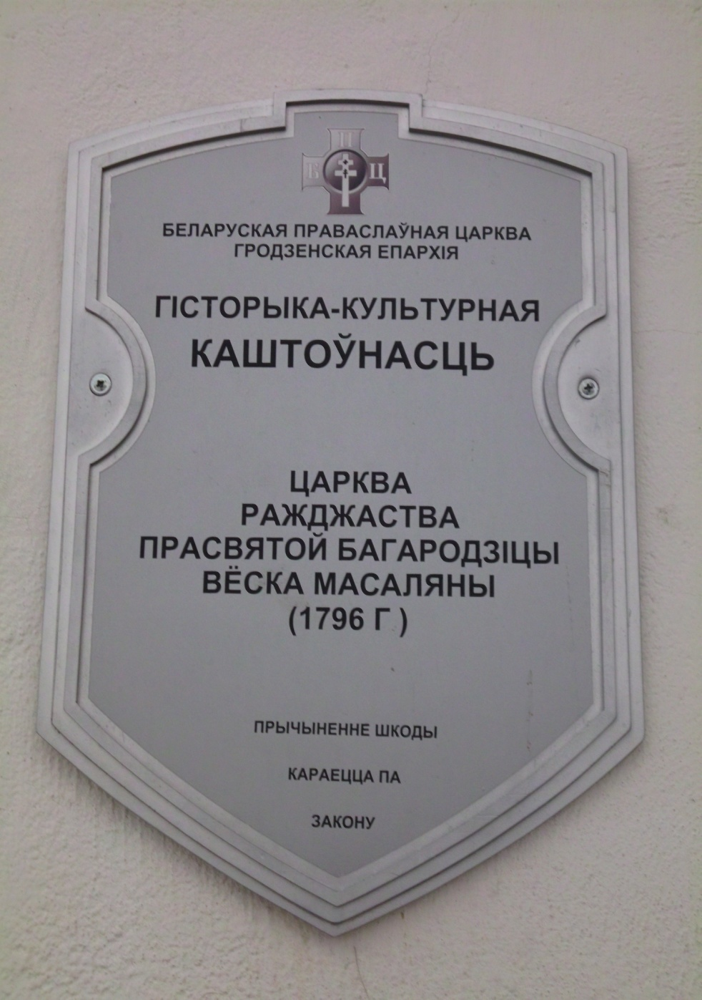 П
Б Ц
БЕЛАРУСКАЯ ПРАВАСЛАЎНАЯ ЦАРКВА
ГРОДЗЕНСКАЯ ЕПАРХІЯ
ГІСТОРЫКА-КУЛЬТУРНАЯ
КАШТОЎНАСЦЬ
ЦАРКВА
РАЖДЖАСТВА
ПРАСВЯТОЙ БАГАРОДЗІЦЫ
ВЁСКА МАСАЛЯНЫ
(1796 Г )
ПРЫЧЫНЕННЕ ШКОДЫ
КАРАЕЦЦА ПА
ЗАКОНУ